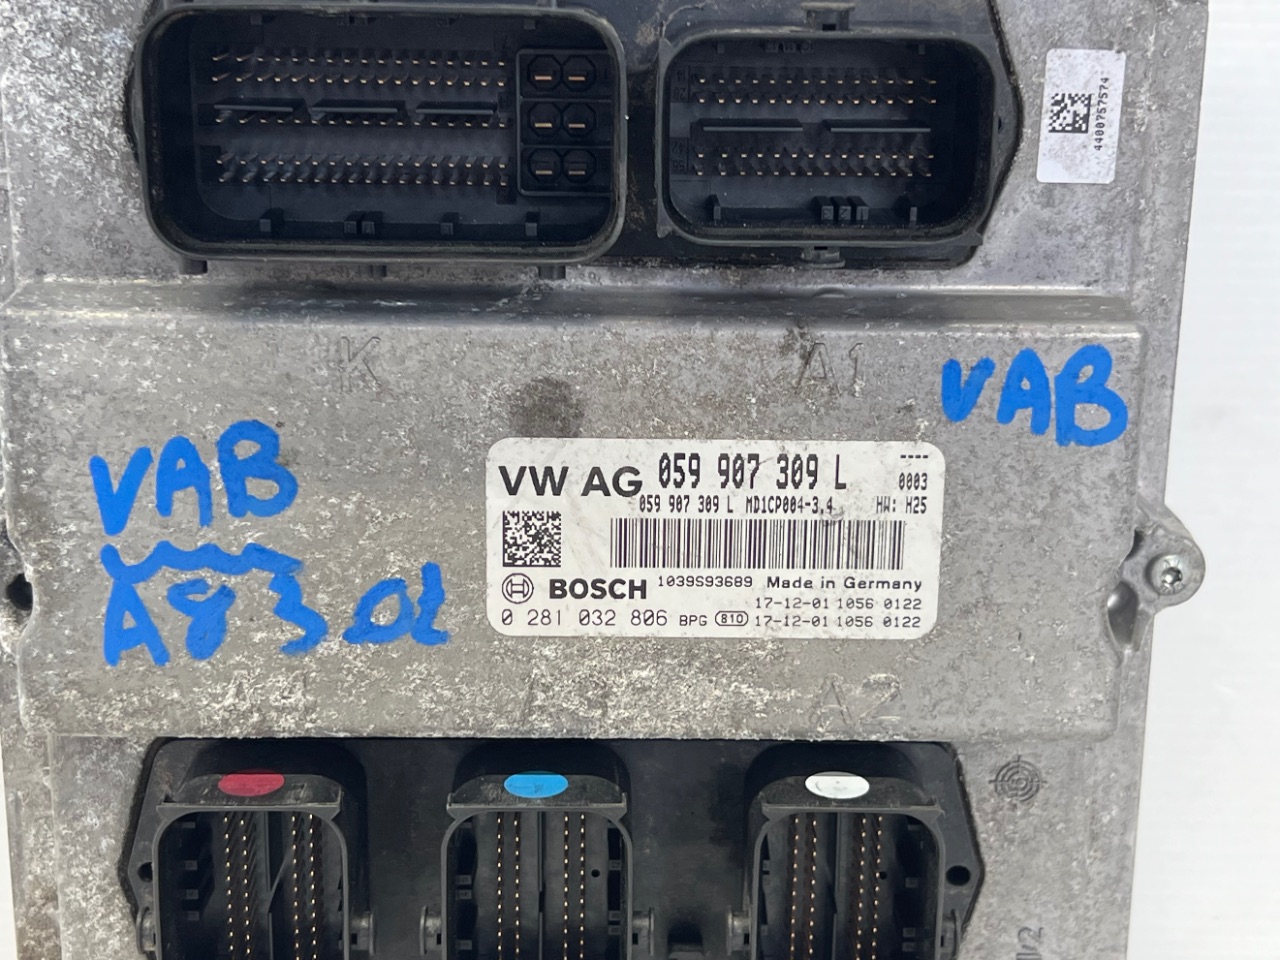 4400757574
K
A1
VAB
VAB
A8 3.0L
VW AG 059 907 309 L
----
0003
059 907 309 L MD1CP004-3.4 HW: H25
BOSCH 1039S93689 Made in Germany
17-12-01 1056 0122
0 281 032 806 BPG 810 17-12-01 1056 0122
A2